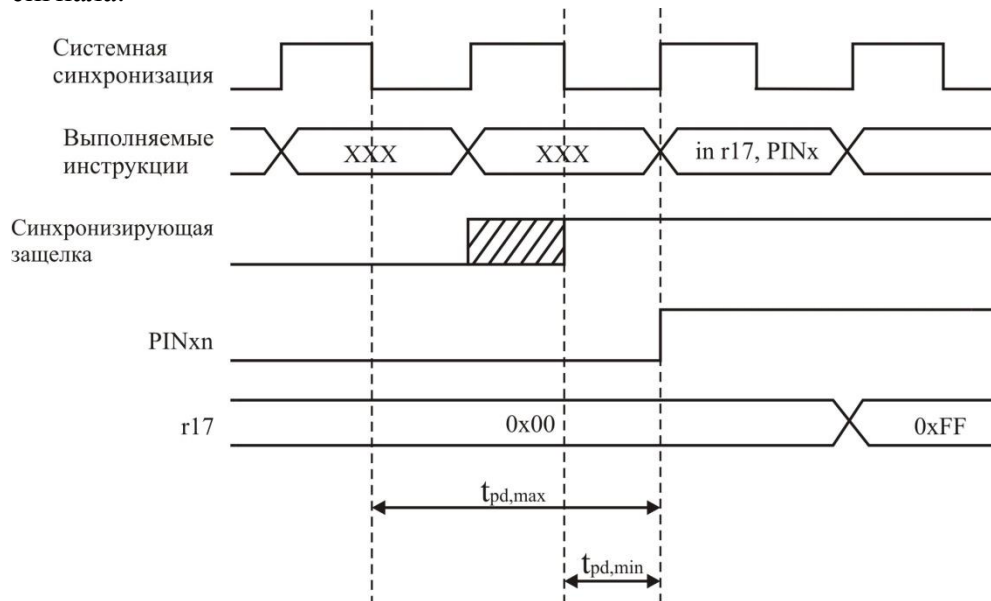 сигнала.
Системная
синхронизация
Выполняемые
инструкции
XXX XXX in r17, PINx
Синхронизирующая
защелка
PINxn
r17 0x00 0xFF
tpd,max
tpd,min